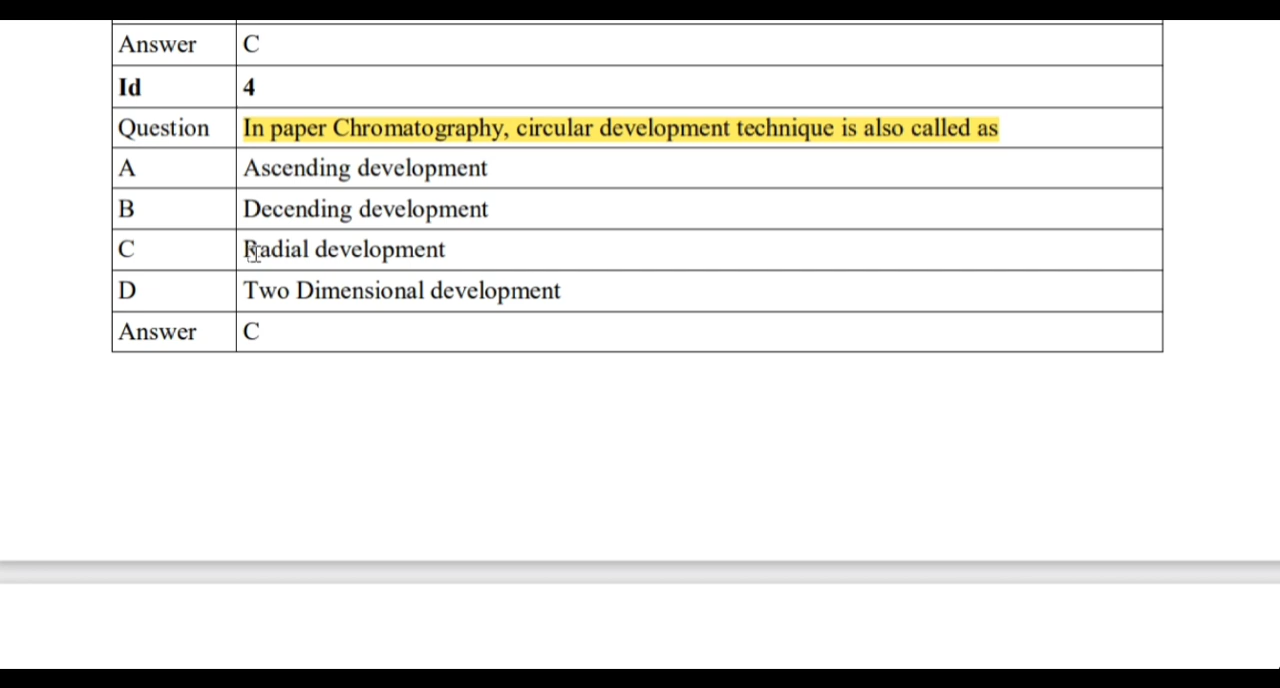 Answer C
Id 4
Question In paper Chromatography, circular development technique is also called as
A Ascending development
B Decending development
C Radial development
D Two Dimensional development
Answer C